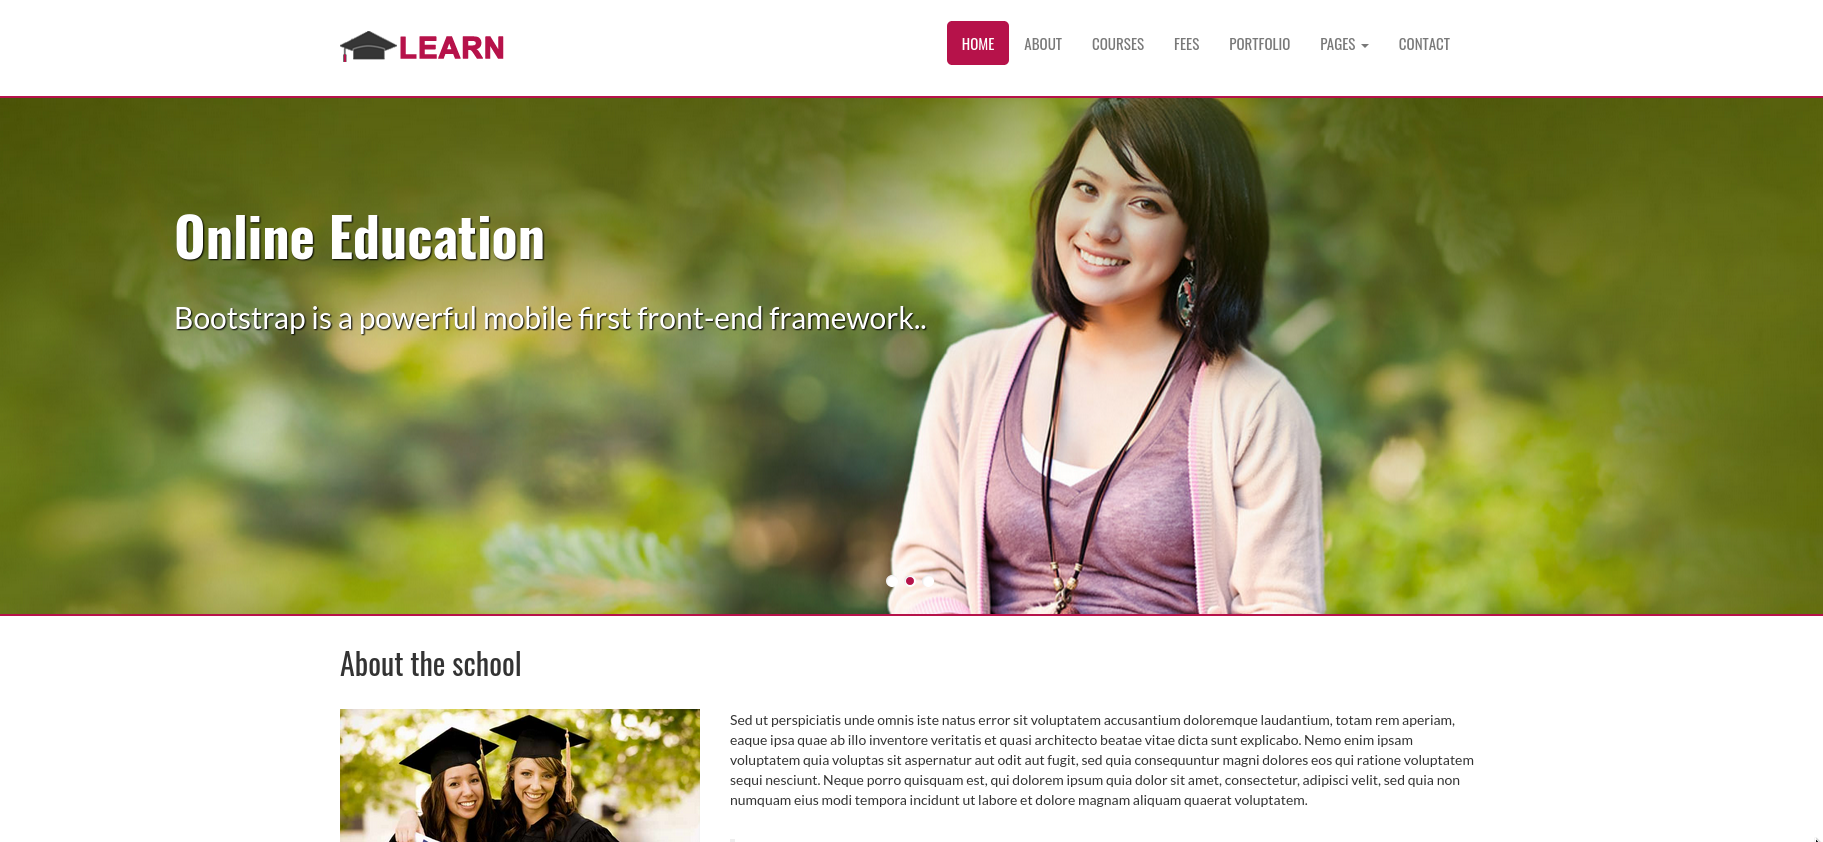 LEARN
HOME ABOUT COURSES FEES PORTFOLIO PAGES CONTACT
Online Education
Bootstrap is a powerful mobile first front-end framework..
About the school
Sed ut perspiciatis unde omnis iste natus error sit voluptatem accusantium doloremque laudantium, totam rem aperiam,
eaque ipsa quae ab illo inventore veritatis et quasi architecto beatae vitae dicta sunt explicabo. Nemo enim ipsam
voluptatem quia voluptas sit aspernatur aut odit aut fugit, sed quia consequuntur magni dolores eos qui ratione voluptatem
sequi nesciunt. Neque porro quisquam est, qui dolorem ipsum quia dolor sit amet, consectetur, adipisci velit, sed quia non
numquam eius modi tempora incidunt ut labore et dolore magnam aliquam quaerat voluptatem.